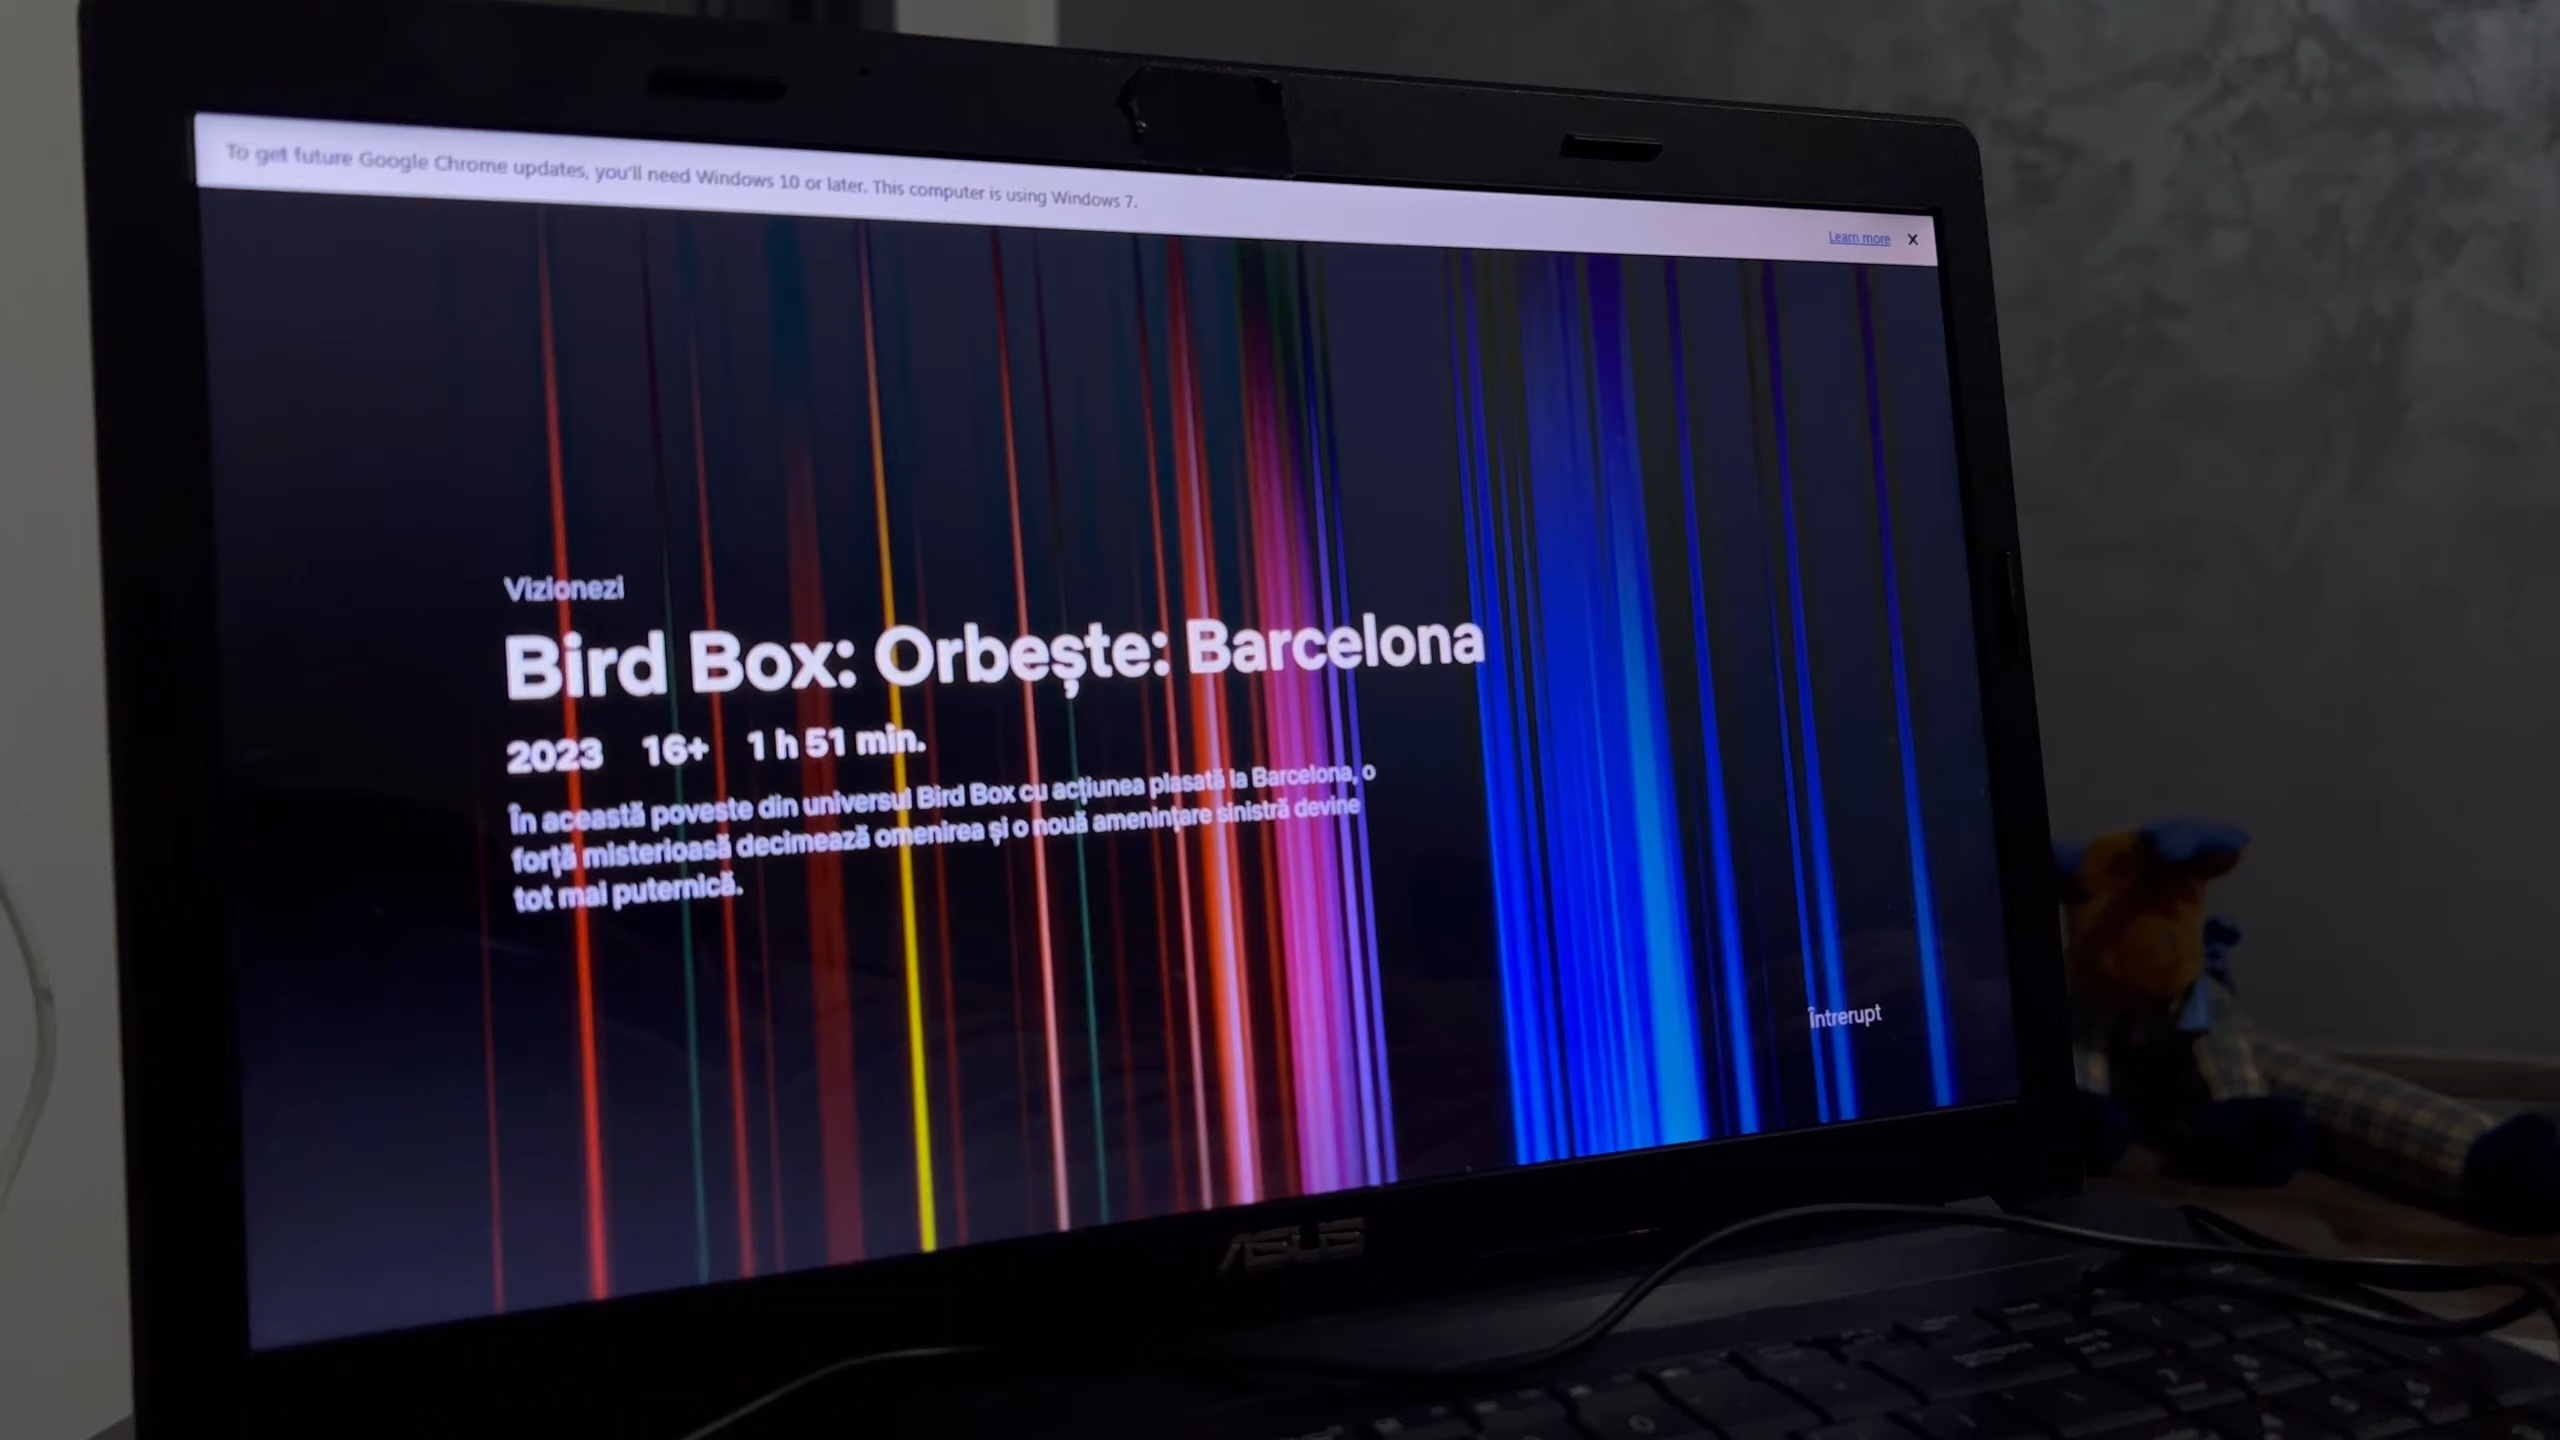 To get future Google Chrome updates, you'll need Windows 10 or later. This computer is using Windows 7.
Learn more X
Vizionezi
Bird Box: Orbește: Barcelona
2023 16+ 1 h 51 min.
În această poveste din universul Bird Box cu acțiunea plasată la Barcelona, o
forță misterioasă decimează omenirea și o nouă amenințare sinistră devine
tot mai puternică.
Întrerupt
ASUS